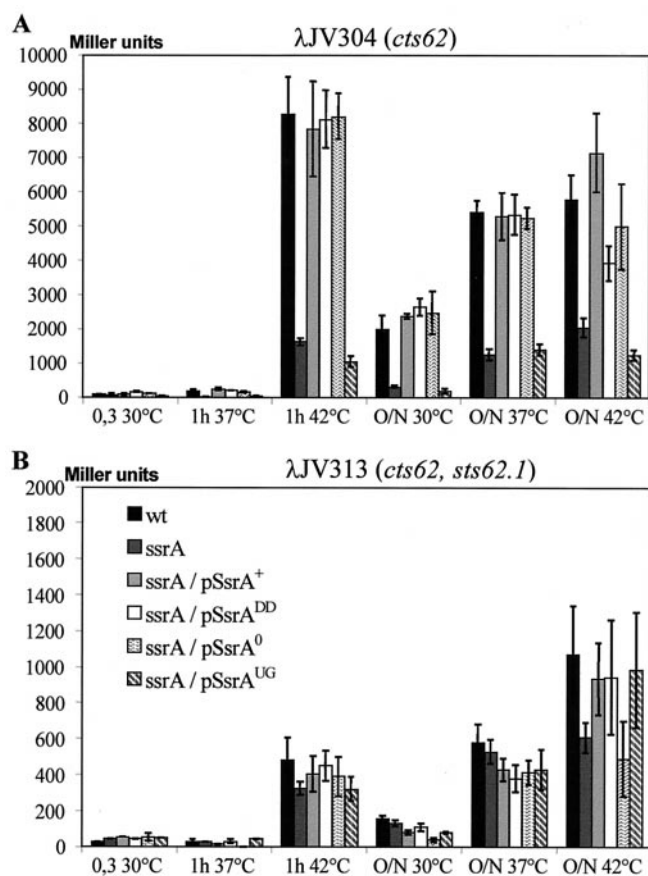 A
Miller units
λJV304 (cts62)
10000
9000
8000
7000
6000
5000
4000
3000
2000
1000
0
0,3 30°C 1h 37°C 1h 42°C O/N 30°C O/N 37°C O/N 42°C
B
Miller units
λJV313 (cts62, sts62.1)
2000
1800
1600
1400
1200
1000
800
600
400
200
0
wt
ssrA
ssrA / pSsrA⁺
ssrA / pSsrAᴰᴰ
ssrA / pSsrA⁰
ssrA / pSsrAᵁᴳ
0,3 30°C 1h 37°C 1h 42°C O/N 30°C O/N 37°C O/N 42°C